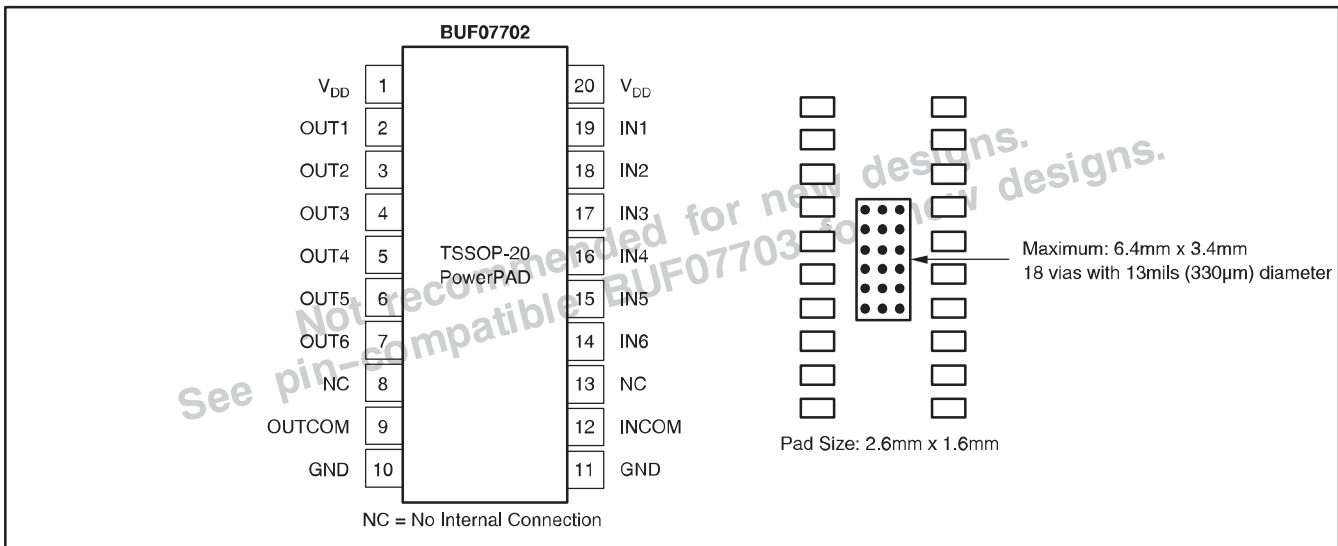 BUF07702
V_DD 1 20 V_DD
OUT1 2 19 IN1
OUT2 3 18 IN2
OUT3 4 17 IN3
OUT4 5 16 IN4
OUT5 6 15 IN5
OUT6 7 14 IN6
NC 8 13 NC
OUTCOM 9 12 INCOM
GND 10 11 GND
TSSOP-20
PowerPAD
NC = No Internal Connection
Maximum: 6.4mm x 3.4mm
18 vias with 13mils (330µm) diameter
Pad Size: 2.6mm x 1.6mm
Not recommended for new designs.
See pin-compatible BUF07703 for new designs.